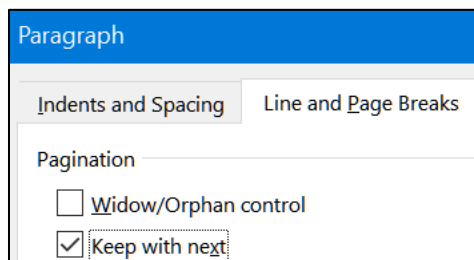 Paragraph
Indents and Spacing
Line and Page Breaks
Pagination
Widow/Orphan control
Keep with next